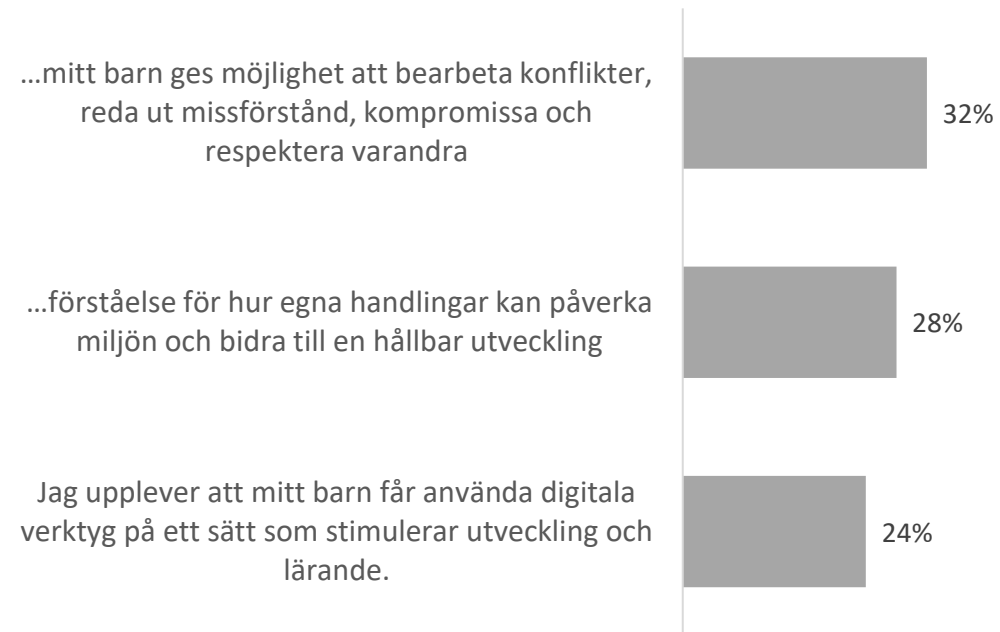 ...mitt barn ges möjlighet att bearbeta konflikter,
reda ut missförstånd, kompromissa och
respektera varandra
32%
...förståelse för hur egna handlingar kan påverka
miljön och bidra till en hållbar utveckling
28%
Jag upplever att mitt barn får använda digitala
verktyg på ett sätt som stimulerar utveckling och
lärande.
24%